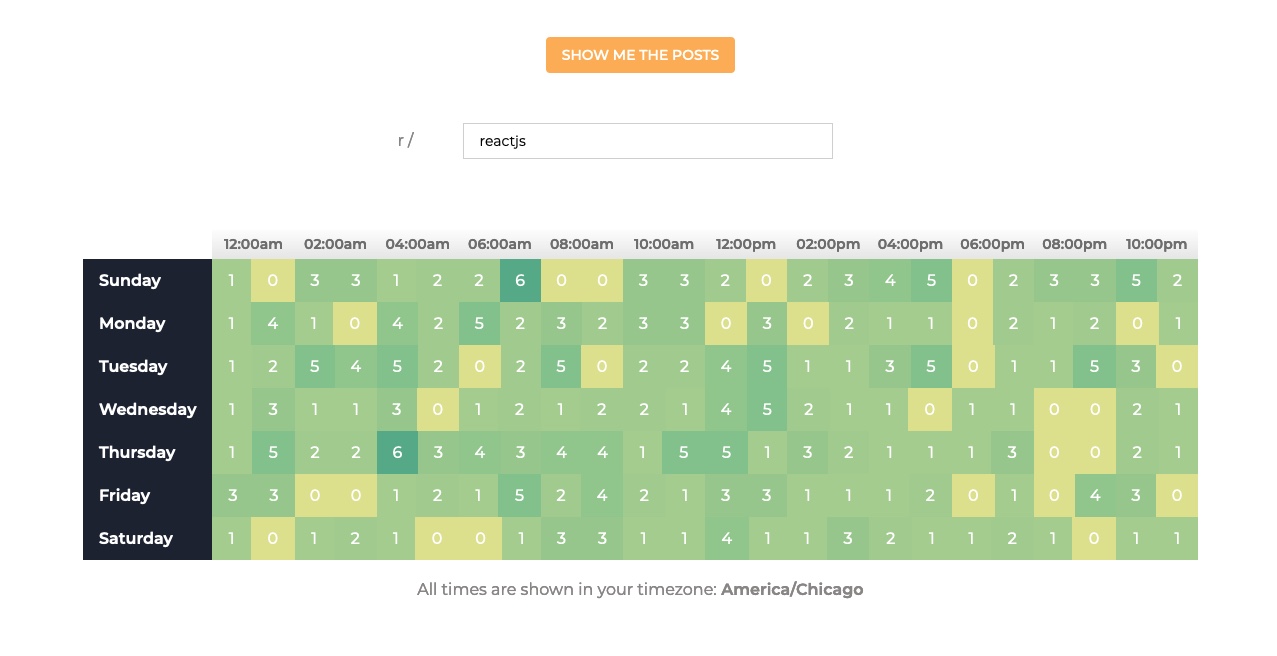 SHOW ME THE POSTS
r / reactjs
12:00am 02:00am 04:00am 06:00am 08:00am 10:00am 12:00pm 02:00pm 04:00pm 06:00pm 08:00pm 10:00pm
Sunday 1 0 3 3 1 2 2 6 0 0 3 3 2 0 2 3 4 5 0 2 3 3 5 2
Monday 1 4 1 0 4 2 5 2 3 2 3 3 0 3 0 2 1 1 0 2 1 2 0 1
Tuesday 1 2 5 4 5 2 0 2 5 0 2 2 4 5 1 1 3 5 0 1 1 5 3 0
Wednesday 1 3 1 1 3 0 1 2 1 2 2 1 4 5 2 1 1 0 1 1 0 0 2 1
Thursday 1 5 2 2 6 3 4 3 4 4 1 5 5 1 3 2 1 1 1 3 0 0 2 1
Friday 3 3 0 0 1 2 1 5 2 4 2 1 3 3 1 1 1 2 0 1 0 4 3 0
Saturday 1 0 1 2 1 0 0 1 3 3 1 1 4 1 1 3 2 1 1 2 1 0 1 1
All times are shown in your timezone: America/Chicago